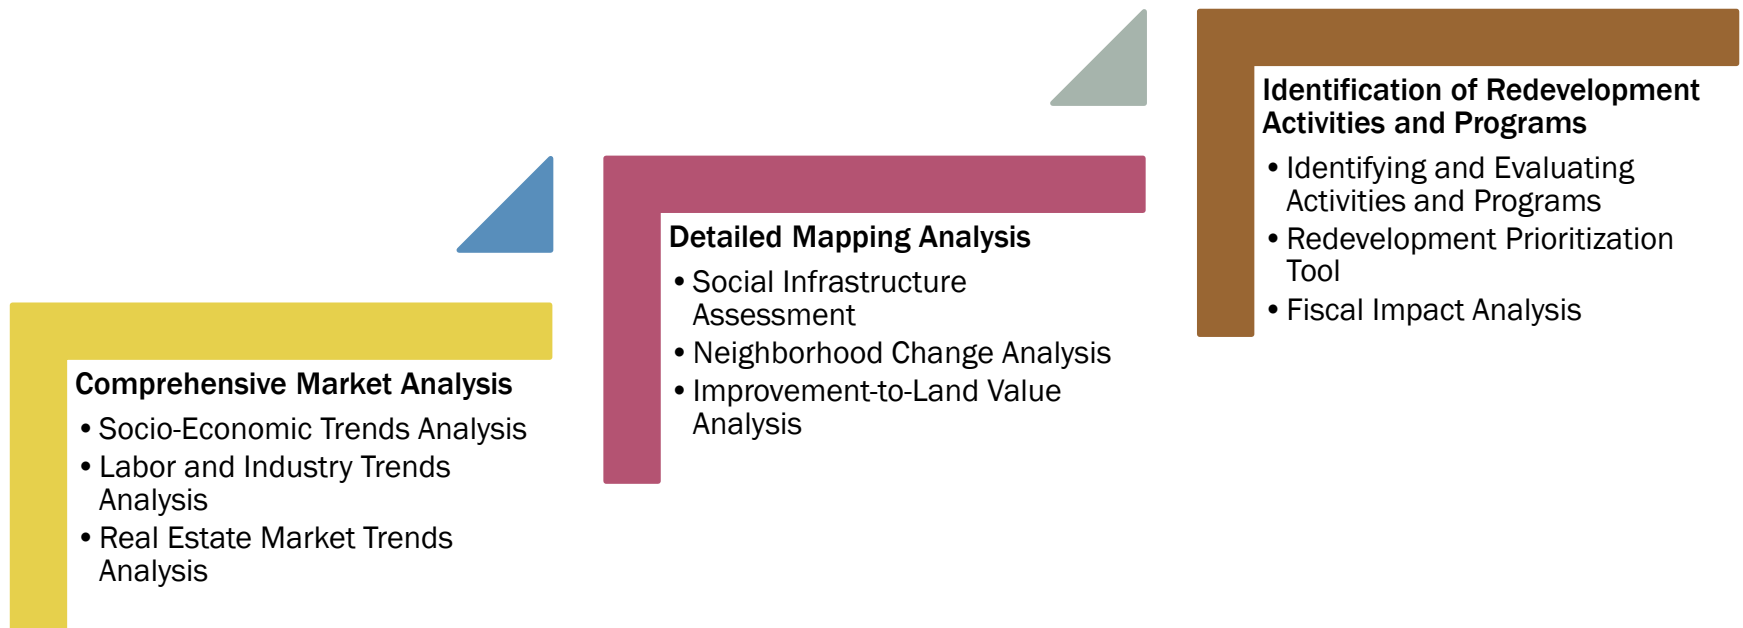 Comprehensive Market Analysis
• Socio-Economic Trends Analysis
• Labor and Industry Trends
Analysis
• Real Estate Market Trends
Analysis
Detailed Mapping Analysis
• Social Infrastructure
Assessment
• Neighborhood Change Analysis
• Improvement-to-Land Value
Analysis
Identification of Redevelopment
Activities and Programs
• Identifying and Evaluating
Activities and Programs
• Redevelopment Prioritization
Tool
• Fiscal Impact Analysis